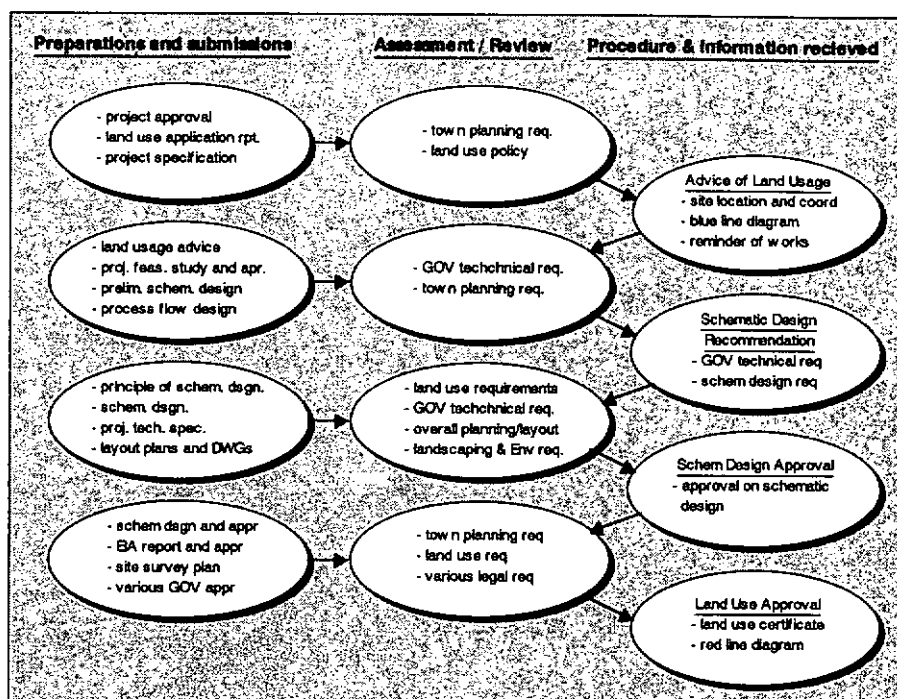 Preparations and submissions
Assessment / Review
Procedure & Information recieved
- project approval
- land use application rpt.
- project specification
- town planning req.
- land use policy
Advice of Land Usage
- site location and coord
- blue line diagram
- reminder of works
- land usage advice
- proj. feas. study and apr.
- prelim. schem. design
- process flow design
- GOV techchnical req.
- town planning req.
Schematic Design
Recommendation
- GOV technical req
- schem design req
- principle of schem. dsgn.
- schem. dsgn.
- proj. tech. spec.
- layout plans and DWGs
- land use requirements
- GOV techchnical req.
- overall planning/layout
- landscaping & Env req.
Schem Design Approval
- approval on schematic
design
- schem dsgn and appr
- EIA report and appr
- site survey plan
- various GOV appr
- town planning req
- land use req
- various legal req
Land Use Approval
- land use certificate
- red line diagram